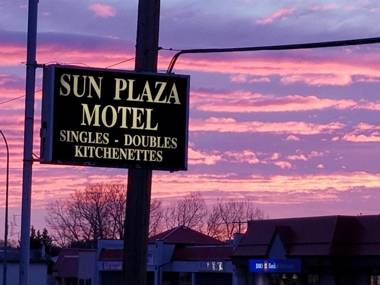 SUN PLAZA
MOTEL
SINGLES - DOUBLES
KITCHENETTES